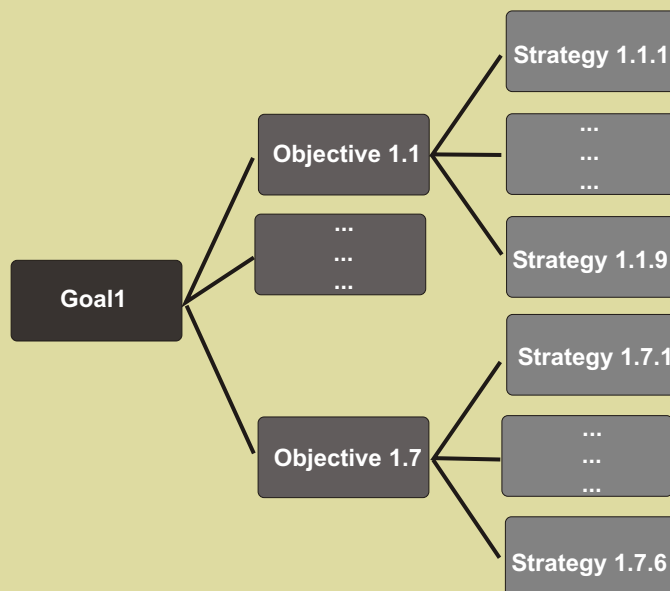 Strategy 1.1.1
Objective 1.1
...
...
...
Strategy 1.1.9
...
...
...
Goal1
Strategy 1.7.1
Objective 1.7
...
...
...
Strategy 1.7.6